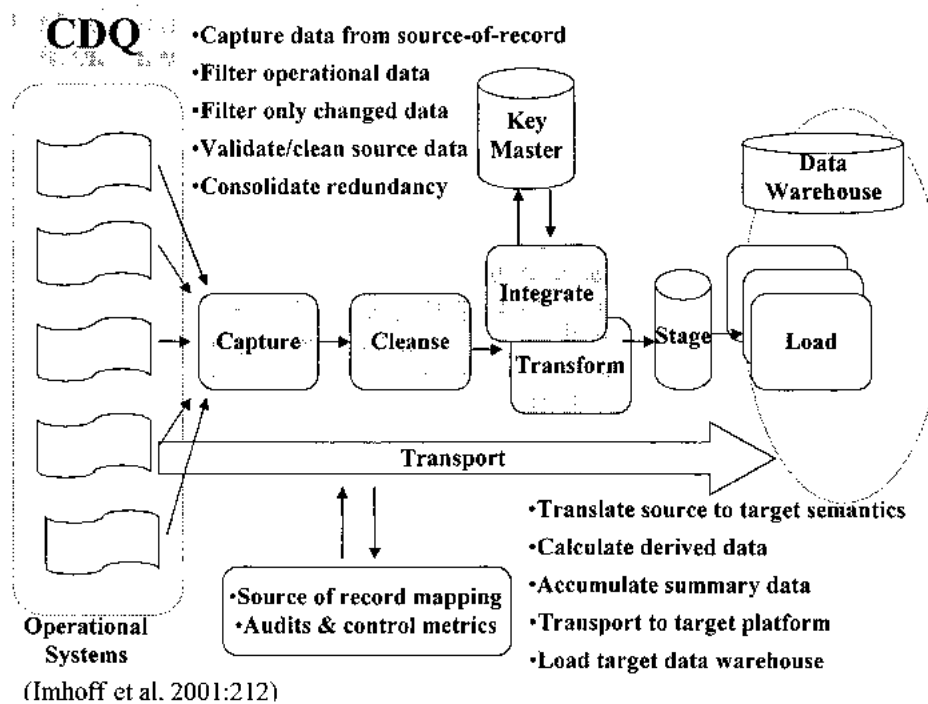 CDQ
•Capture data from source-of-record
•Filter operational data
•Filter only changed data
•Validate/clean source data
•Consolidate redundancy
Key
Master
Data
Warehouse
Capture
Cleanse
Integrate
Transform
Stage
Load
Transport
•Source of record mapping
•Audits & control metrics
•Translate source to target semantics
•Calculate derived data
•Accumulate summary data
•Transport to target platform
•Load target data warehouse
Operational
Systems
(Imhoff et al. 2001:212)